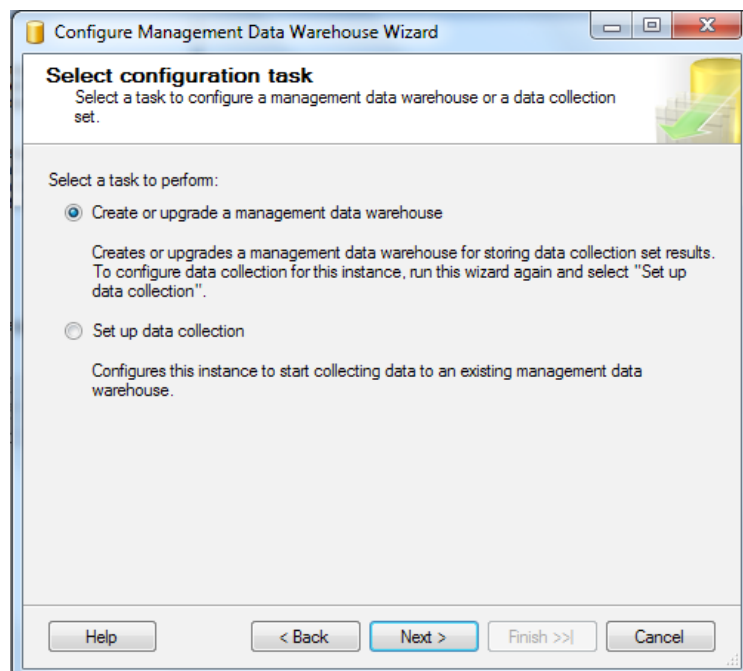 Configure Management Data Warehouse Wizard
Select configuration task
Select a task to configure a management data warehouse or a data collection
set.
Select a task to perform:
Create or upgrade a management data warehouse
Creates or upgrades a management data warehouse for storing data collection set results.
To configure data collection for this instance, run this wizard again and select "Set up
data collection".
Set up data collection
Configures this instance to start collecting data to an existing management data
warehouse.
Help
< Back
Next >
Finish >>|
Cancel